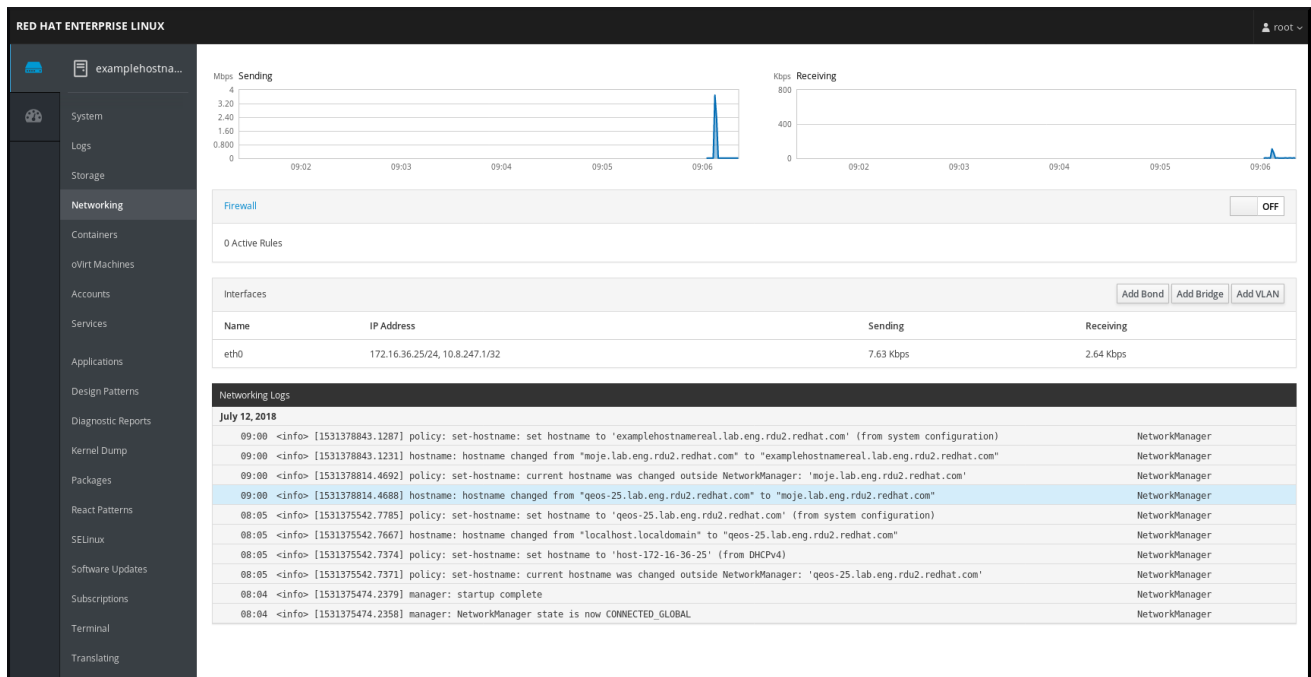 RED HAT ENTERPRISE LINUX
root
examplehostna...
System
Logs
Storage
Networking
Containers
oVirt Machines
Accounts
Services
Applications
Design Patterns
Diagnostic Reports
Kernel Dump
Packages
React Patterns
SELinux
Software Updates
Subscriptions
Terminal
Translating
Mbps Sending
4
3.20
2.40
1.60
0.800
0
09:02 09:03 09:04 09:05 09:06
Kbps Receiving
800
400
0
09:02 09:03 09:04 09:05 09:06
Firewall OFF
0 Active Rules
Interfaces Add Bond Add Bridge Add VLAN
Name IP Address Sending Receiving
eth0 172.16.36.25/24, 10.8.247.1/32 7.63 Kbps 2.64 Kbps
Networking Logs
July 12, 2018
09:00 <info> [1531378843.1287] policy: set-hostname: set hostname to 'examplehostnamereal.lab.eng.rdu2.redhat.com' (from system configuration) NetworkManager
09:00 <info> [1531378843.1231] hostname: hostname changed from "moje.lab.eng.rdu2.redhat.com" to "examplehostnamereal.lab.eng.rdu2.redhat.com" NetworkManager
09:00 <info> [1531378814.4692] policy: set-hostname: current hostname was changed outside NetworkManager: 'moje.lab.eng.rdu2.redhat.com' NetworkManager
09:00 <info> [1531378814.4688] hostname: hostname changed from "qeos-25.lab.eng.rdu2.redhat.com" to "moje.lab.eng.rdu2.redhat.com" NetworkManager
08:05 <info> [1531375542.7785] policy: set-hostname: set hostname to 'qeos-25.lab.eng.rdu2.redhat.com' (from system configuration) NetworkManager
08:05 <info> [1531375542.7667] hostname: hostname changed from "localhost.localdomain" to "qeos-25.lab.eng.rdu2.redhat.com" NetworkManager
08:05 <info> [1531375542.7374] policy: set-hostname: set hostname to 'host-172-16-36-25' (from DHCPv4) NetworkManager
08:05 <info> [1531375542.7371] policy: set-hostname: current hostname was changed outside NetworkManager: 'qeos-25.lab.eng.rdu2.redhat.com' NetworkManager
08:04 <info> [1531375474.2379] manager: startup complete NetworkManager
08:04 <info> [1531375474.2358] manager: NetworkManager state is now CONNECTED_GLOBAL NetworkManager